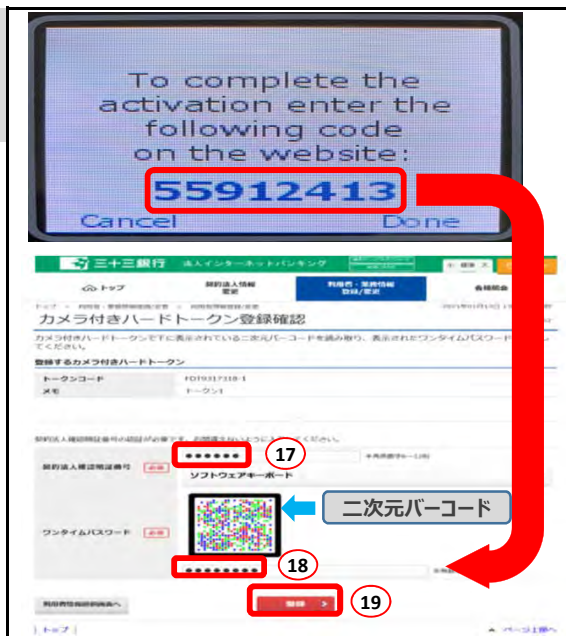 To complete the
activation enter the
following code
on the website:
55912413
Cancel Done
三十三銀行 法人インターネットバンキング
トップ 契約法人情報 変更 利用者・業務情報 登録/変更 各種照会
カメラ付きハードトークン登録確認
カメラ付きハードトークンで下に表示されている二次元バーコードを読み取り、表示されたワンタイムパスワード
てください。
登録するカメラ付きハードトークン
トークンコード FDT9317318-1
メモ トークン1
契約法人確認暗証番号 必須 ●●●●●● 17
ソフトウェアキーボード
二次元バーコード
ワンタイムパスワード 必須
●●●●●●●● 18
登録 19
トップ ページ上部へ